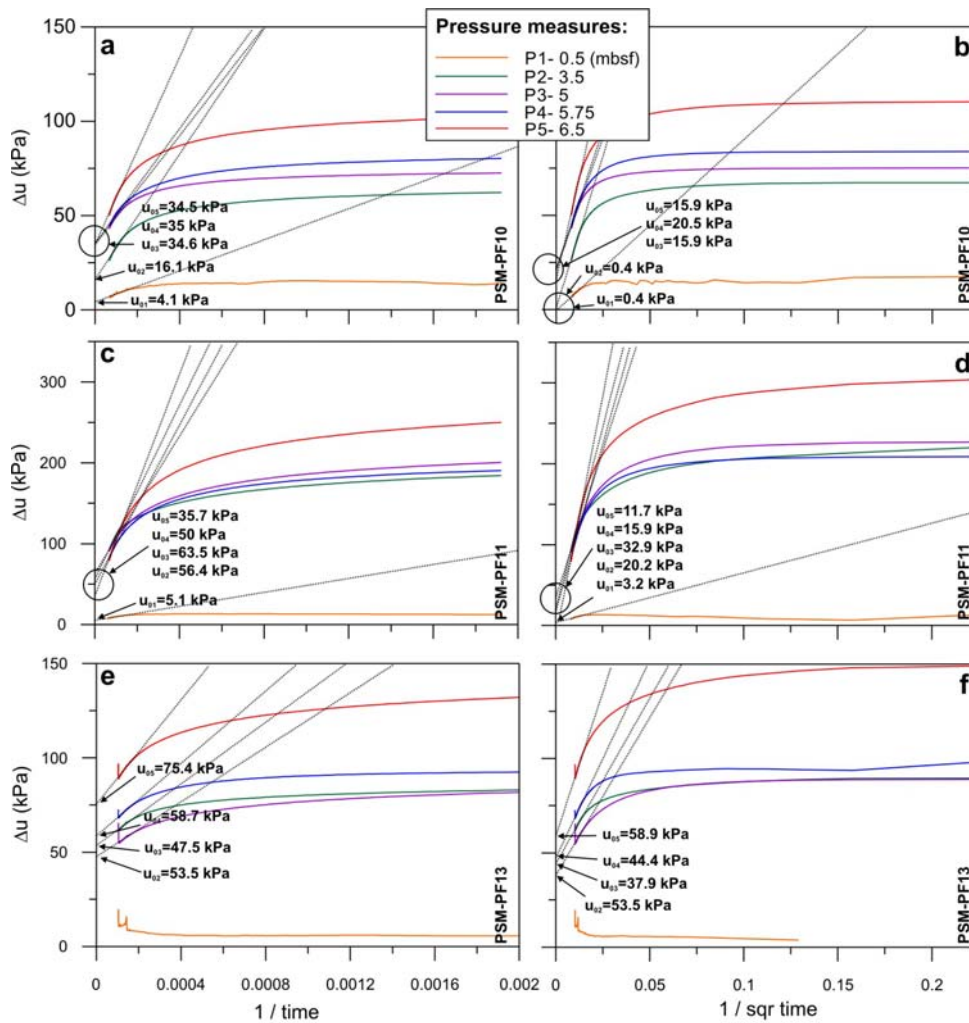 Pressure measures:
P1- 0.5 (mbsf)
P2- 3.5
P3- 5
P4- 5.75
P5- 6.5
a
150
100
50
0
Δu (kPa)
u₀₅=34.5 kPa
u₀₄=35 kPa
u₀₃=34.6 kPa
u₀₂=16.1 kPa
u₀₁=4.1 kPa
PSM-PF10
b
u₀₅=15.9 kPa
u₀₄=20.5 kPa
u₀₃=15.9 kPa
u₀₂=0.4 kPa
u₀₁=0.4 kPa
PSM-PF10
c
300
200
100
0
Δu (kPa)
u₀₅=35.7 kPa
u₀₄=50 kPa
u₀₃=63.5 kPa
u₀₂=56.4 kPa
u₀₁=5.1 kPa
PSM-PF11
d
u₀₅=11.7 kPa
u₀₄=15.9 kPa
u₀₃=32.9 kPa
u₀₂=20.2 kPa
u₀₁=3.2 kPa
PSM-PF11
e
150
100
50
0
Δu (kPa)
u₀₅=75.4 kPa
u₀₄=58.7 kPa
u₀₃=47.5 kPa
u₀₂=53.5 kPa
PSM-PF13
0 0.0004 0.0008 0.0012 0.0016 0.002
1 / time
f
u₀₅=58.9 kPa
u₀₄=44.4 kPa
u₀₃=37.9 kPa
u₀₂=53.5 kPa
PSM-PF13
0 0.05 0.1 0.15 0.2
1 / sqr time